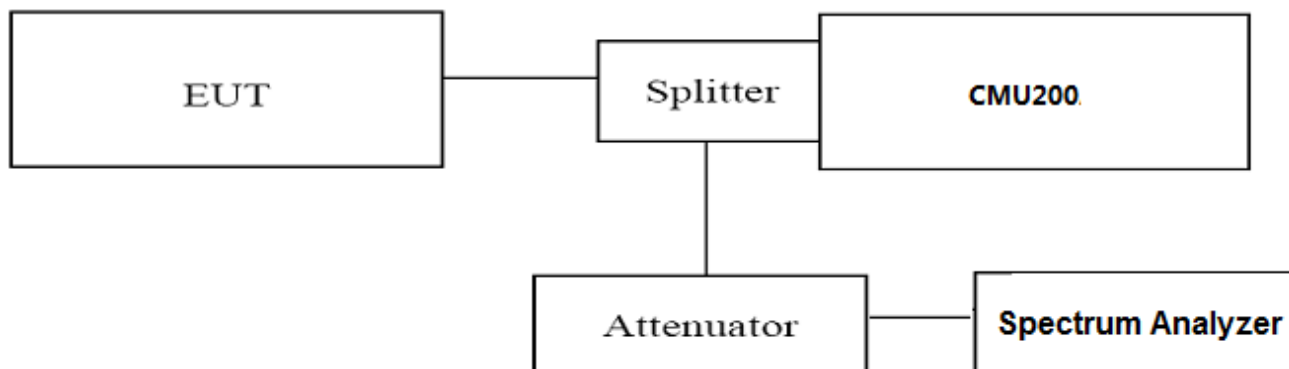 EUT
Splitter
CMU200.
Attenuator
Spectrum Analyzer